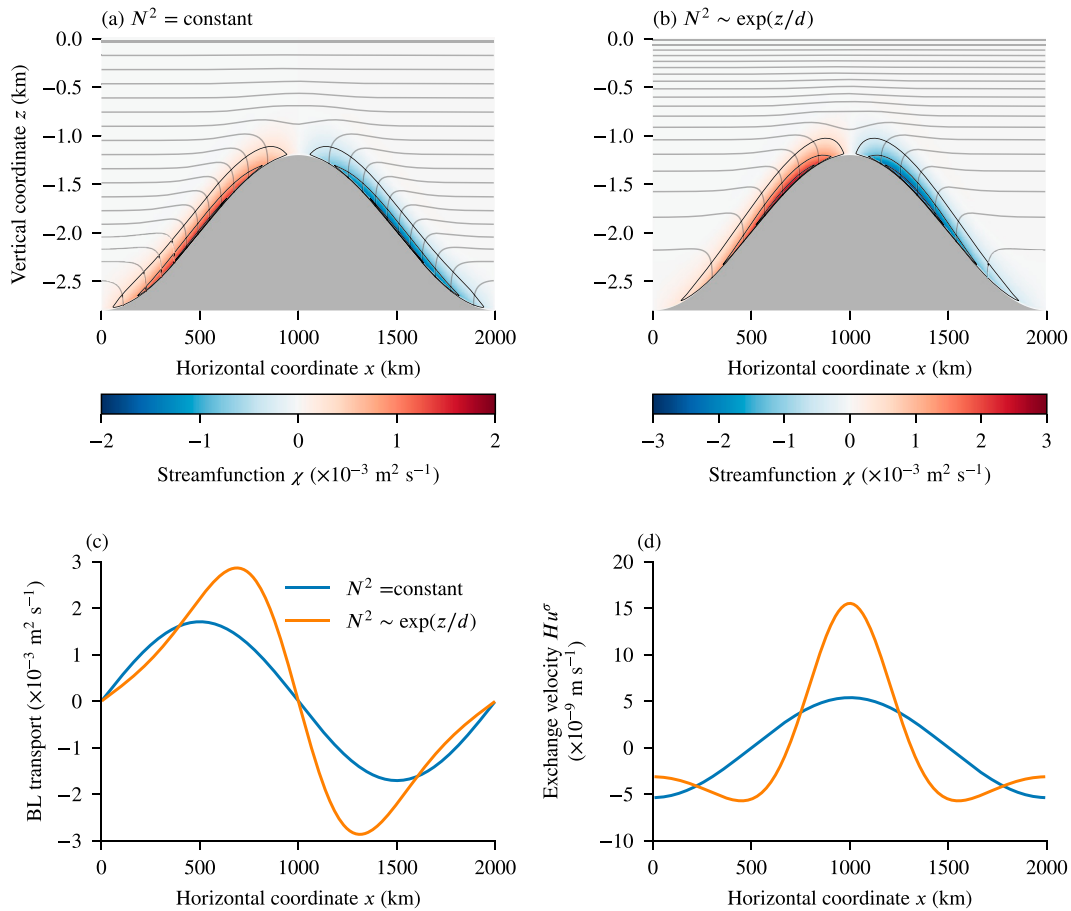 (a) N² = constant
0.0
−0.5
−1.0
−1.5
−2.0
−2.5
Vertical coordinate z (km)
0 500 1000 1500 2000
Horizontal coordinate x (km)
−2 −1 0 1 2
Streamfunction χ (×10⁻³ m² s⁻¹)
(b) N² ∼ exp(z/d)
0.0
−0.5
−1.0
−1.5
−2.0
−2.5
0 500 1000 1500 2000
Horizontal coordinate x (km)
−3 −2 −1 0 1 2 3
Streamfunction χ (×10⁻³ m² s⁻¹)
(c)
3
2
1
0
−1
−2
−3
BL transport (×10⁻³ m² s⁻¹)
N² =constant
N² ∼ exp(z/d)
0 500 1000 1500 2000
Horizontal coordinate x (km)
(d)
20
15
10
5
0
−5
−10
Exchange velocity Huᵟ
(×10⁻⁹ m s⁻¹)
0 500 1000 1500 2000
Horizontal coordinate x (km)